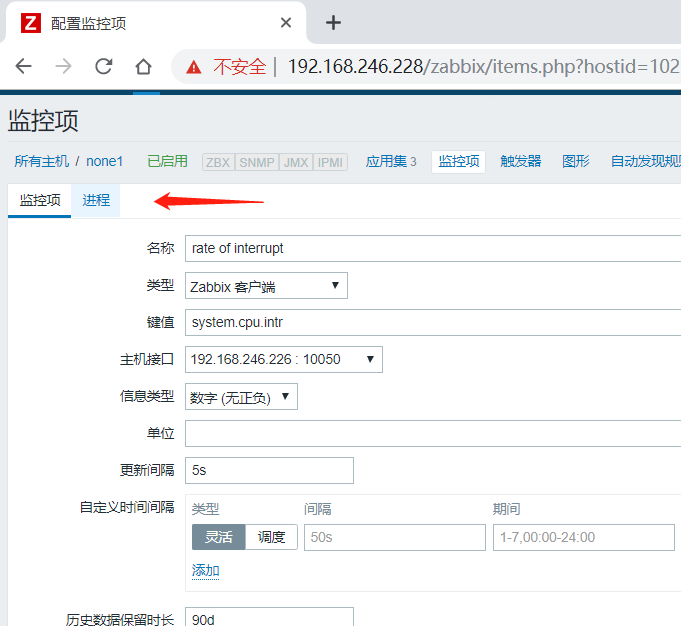 Z 配置监控项
不安全 | 192.168.246.228/zabbix/items.php?hostid=102
监控项
所有主机 / none1 已启用 ZBX SNMP JMX IPMI 应用集 3 监控项 触发器 图形 自动发现规
监控项 进程
名称 rate of interrupt
类型 Zabbix 客户端
键值 system.cpu.intr
主机接口 192.168.246.226 : 10050
信息类型 数字 (无正负)
单位
更新间隔 5s
自定义时间间隔 类型 间隔 期间
灵活 调度 50s 1-7,00:00-24:00
添加
历史数据保留时长 90d